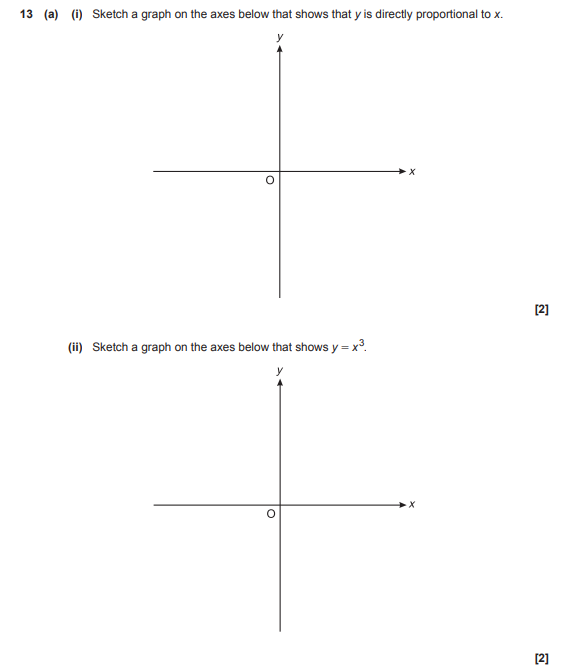 13 (a) (i) Sketch a graph on the axes below that shows that y is directly proportional to x.
y
x
O
[2]
(ii) Sketch a graph on the axes below that shows y = x³.
y
x
O
[2]